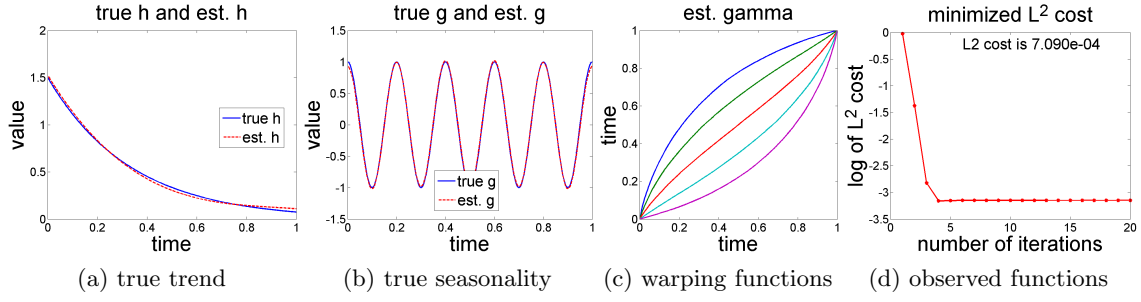 true h and est. h
value
2
1.5
1
0.5
0
0 0.2 0.4 0.6 0.8 1
time
true h
est. h
(a) true trend
true g and est. g
value
1.5
1
0.5
0
-0.5
-1
-1.5
0 0.2 0.4 0.6 0.8 1
time
true g
est. g
(b) true seasonality
est. gamma
time
1
0.8
0.6
0.4
0.2
0
0 0.2 0.4 0.6 0.8 1
time
(c) warping functions
minimized L² cost
L2 cost is 7.090e-04
log of L² cost
0
-0.5
-1
-1.5
-2
-2.5
-3
-3.5
0 5 10 15 20
number of iterations
(d) observed functions